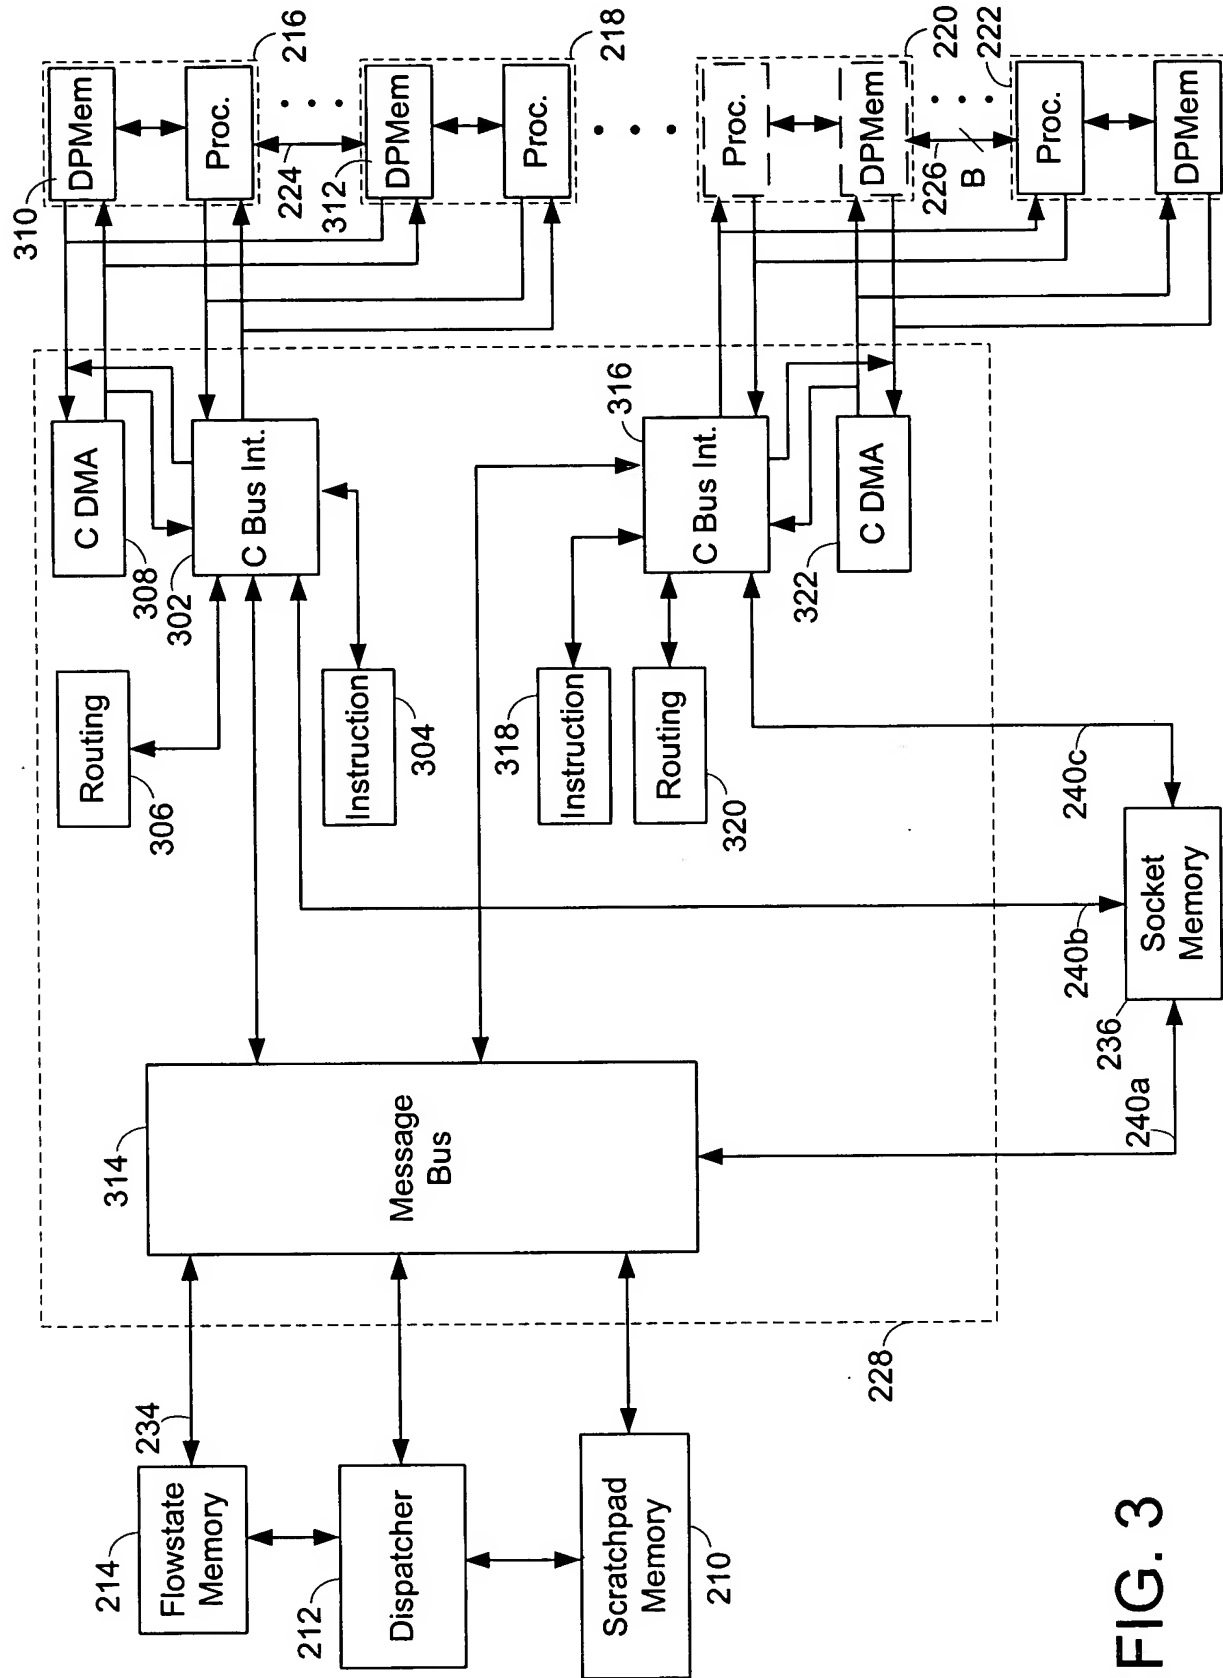 310
DPMem
Proc.
216
224
312
DPMem
Proc.
218
Proc.
DPMem
220
226
B
222
Proc.
DPMem
C DMA
308
302
C Bus Int.
316
C Bus Int.
322
C DMA
Routing
306
Instruction
304
318
Instruction
Routing
320
240c
240b
Socket
Memory
236
240a
314
Message
Bus
228
234
214
Flowstate
Memory
212
Dispatcher
Scratchpad
Memory
210
FIG. 3